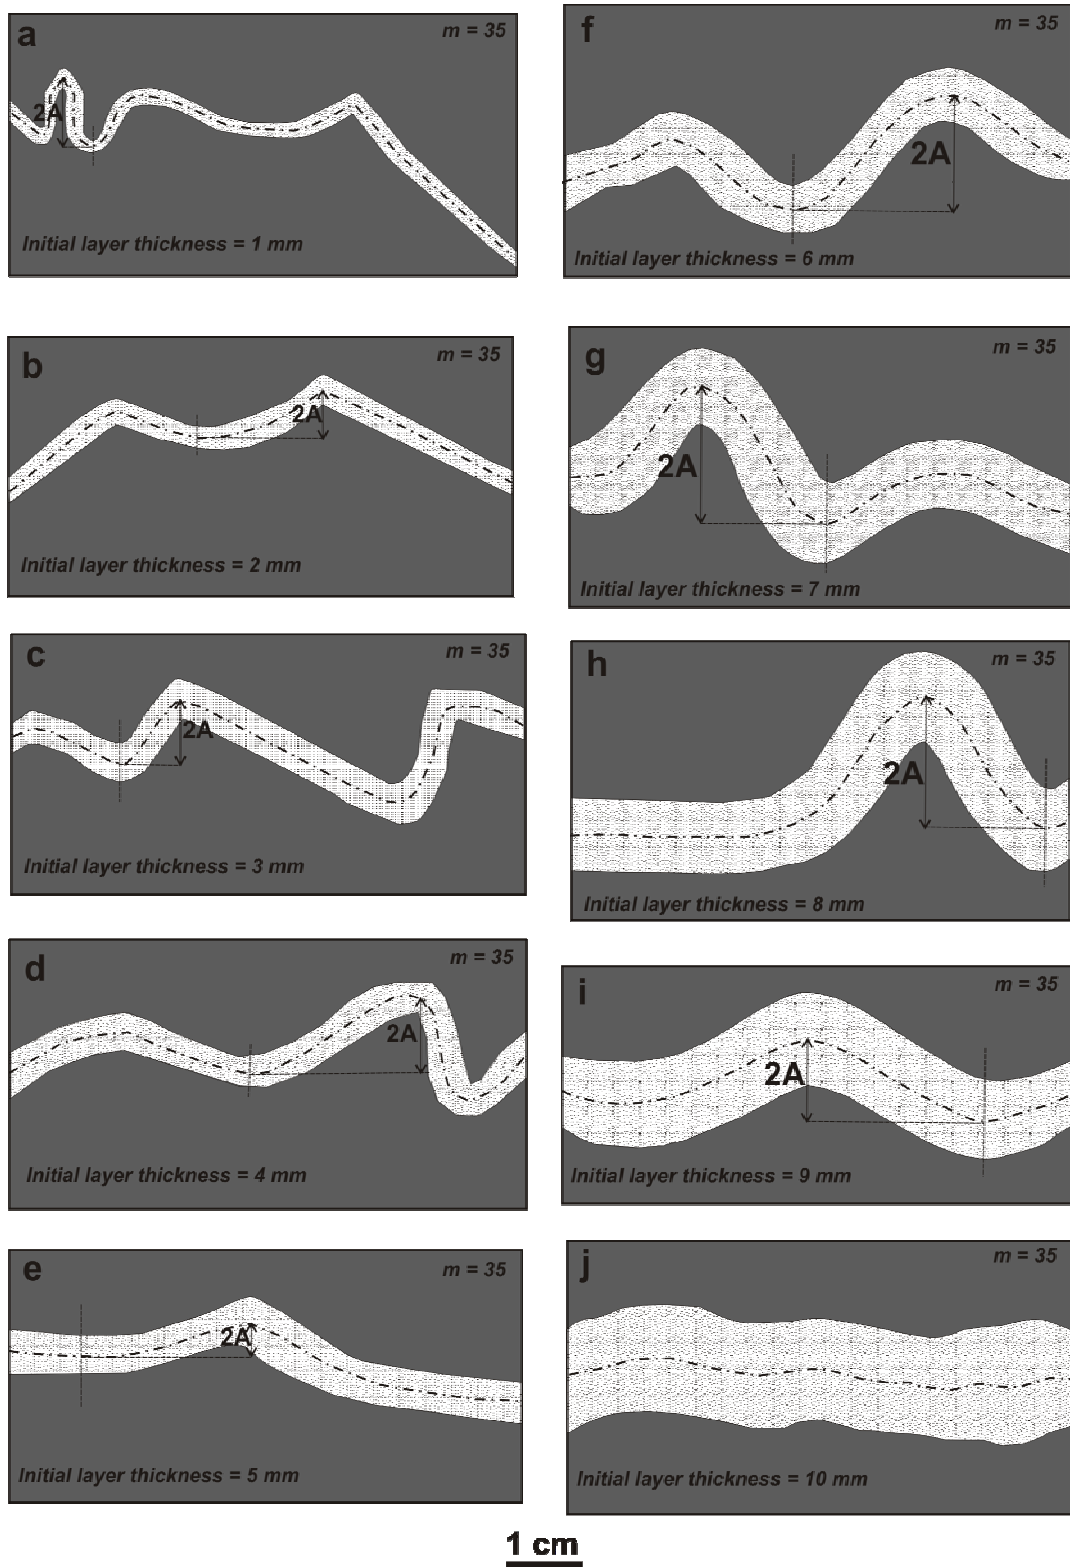 a
m = 35
2A
Initial layer thickness = 1 mm
b
m = 35
2A
Initial layer thickness = 2 mm
c
m = 35
2A
Initial layer thickness = 3 mm
d
m = 35
2A
Initial layer thickness = 4 mm
e
m = 35
2A
Initial layer thickness = 5 mm
f
2A
Initial layer thickness = 6 mm
g
m = 35
2A
Initial layer thickness = 7 mm
h
m = 35
2A
Initial layer thickness = 8 mm
i
m = 35
2A
Initial layer thickness = 9 mm
j
m = 35
Initial layer thickness = 10 mm
1 cm